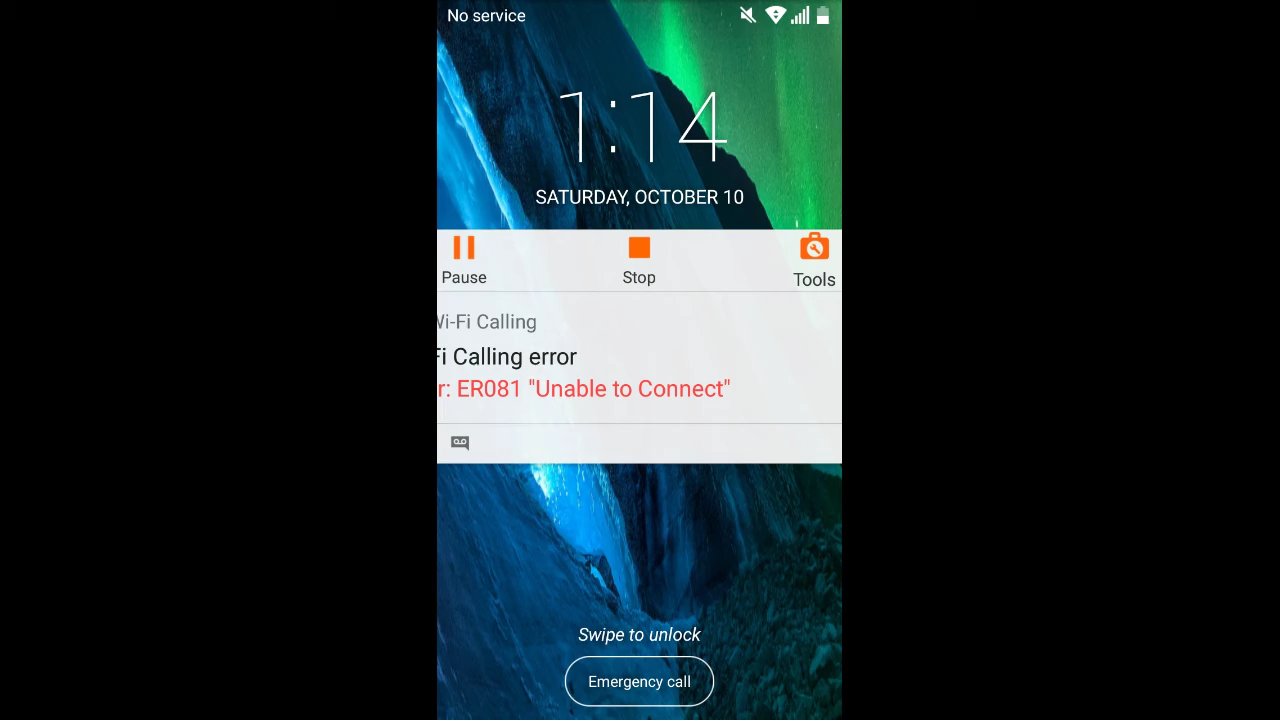 No service
1:14
SATURDAY, OCTOBER 10
Pause Stop Tools
Wi-Fi Calling
Fi Calling error
r: ER081 "Unable to Connect"
Swipe to unlock
Emergency call